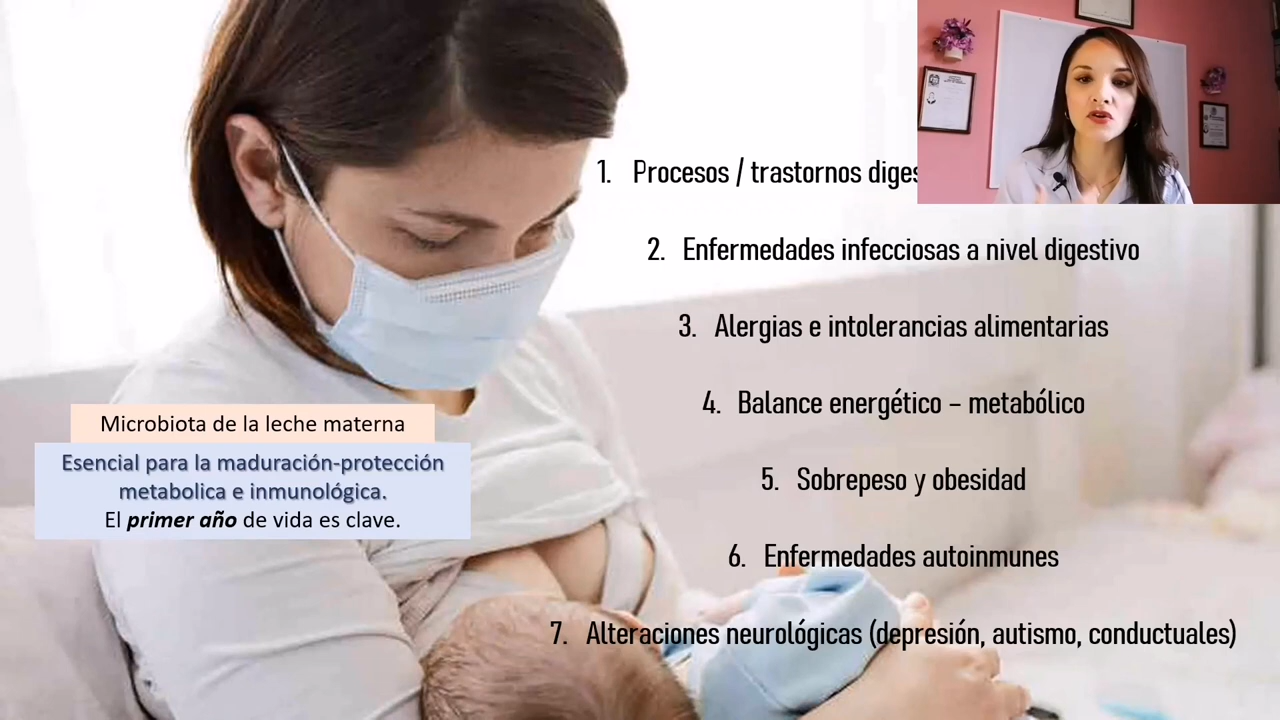 1. Procesos / trastornos
2. Enfermedades infecciosas a nivel digestivo
3. Alergias e intolerancias alimentarias
4. Balance energético – metabólico
5. Sobrepeso y obesidad
6. Enfermedades autoinmunes
7. Alteraciones neurológicas (depresión, autismo, conductuales)
Microbiota de la leche materna
Esencial para la maduración-protección
metabolica e inmunológica.
El primer año de vida es clave.